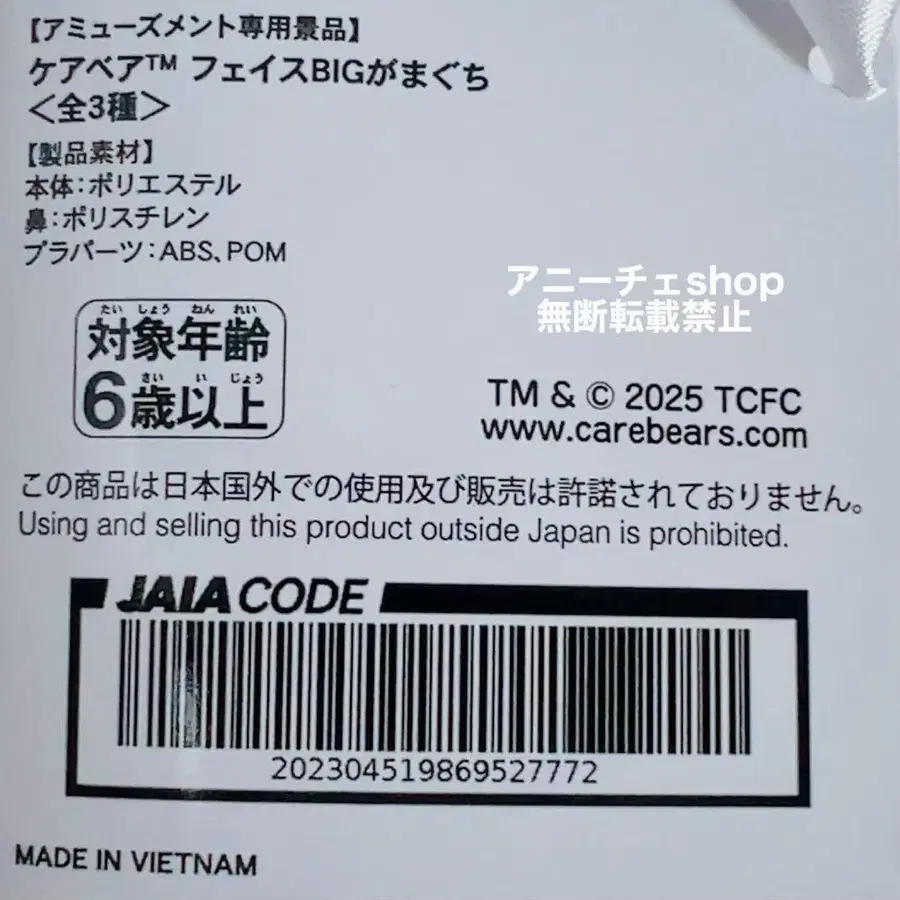 【アミューズメント専用景品】
ケアベア™ フェイスBIGがまぐち
＜全3種＞
【製品素材】
本体：ポリエステル
鼻：ポリスチレン
プラパーツ：ABS、POM
アニーチェshop
無断転載禁止
たい しょう ねん れい
対象年齢
さい い じょう
6歳以上
TM & © 2025 TCFC
www.carebears.com
この商品は日本国外での使用及び販売は許諾されておりません。
Using and selling this product outside Japan is prohibited.
JAIA CODE
202304519869527772
MADE IN VIETNAM